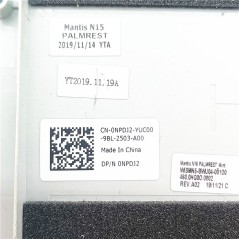 Mantis N15
PALMREST
2019/11/14 YTA
YT2019.11.19A
CN-0NPDJ2-YUC00
-9BL-2503-A00
Made in China
DP/N 0NPDJ2
Mantis N15 PALMREST
REV: A02